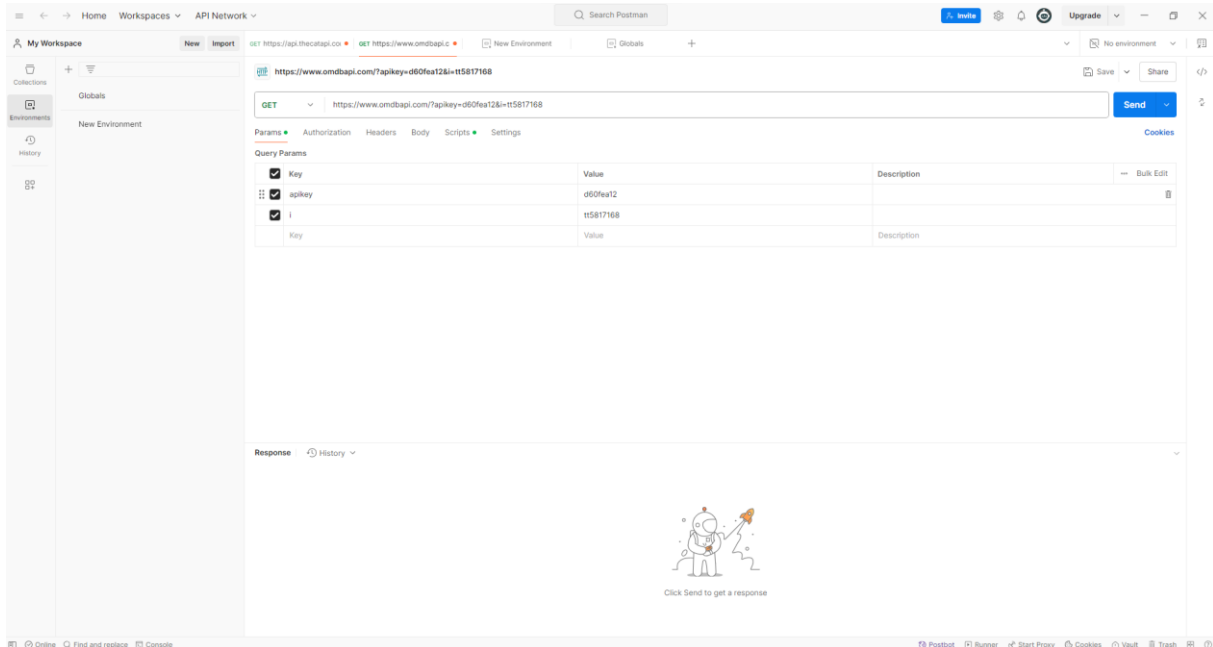 Home Workspaces API Network Search Postman Invite Upgrade
My Workspace New Import GET https://api.thecatapi.co GET https://www.omdbapi.c New Environment Globals No environment
Collections
Environments
History
Globals
New Environment
https://www.omdbapi.com/?apikey=d60fea12&i=tt5817168 Save Share
GET https://www.omdbapi.com/?apikey=d60fea12&i=tt5817168 Send
Params Authorization Headers Body Scripts Settings Cookies
Query Params
Key Value Description Bulk Edit
apikey d60fea12
i tt5817168
Key Value Description
Response History
Click Send to get a response
Online Find and replace Console Postbot Runner Start Proxy Cookies Vault Trash